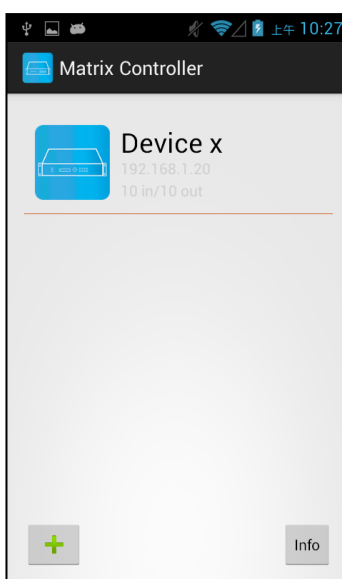 上午 10:27
Matrix Controller
Device x
192.168.1.20
10 in/10 out
Info